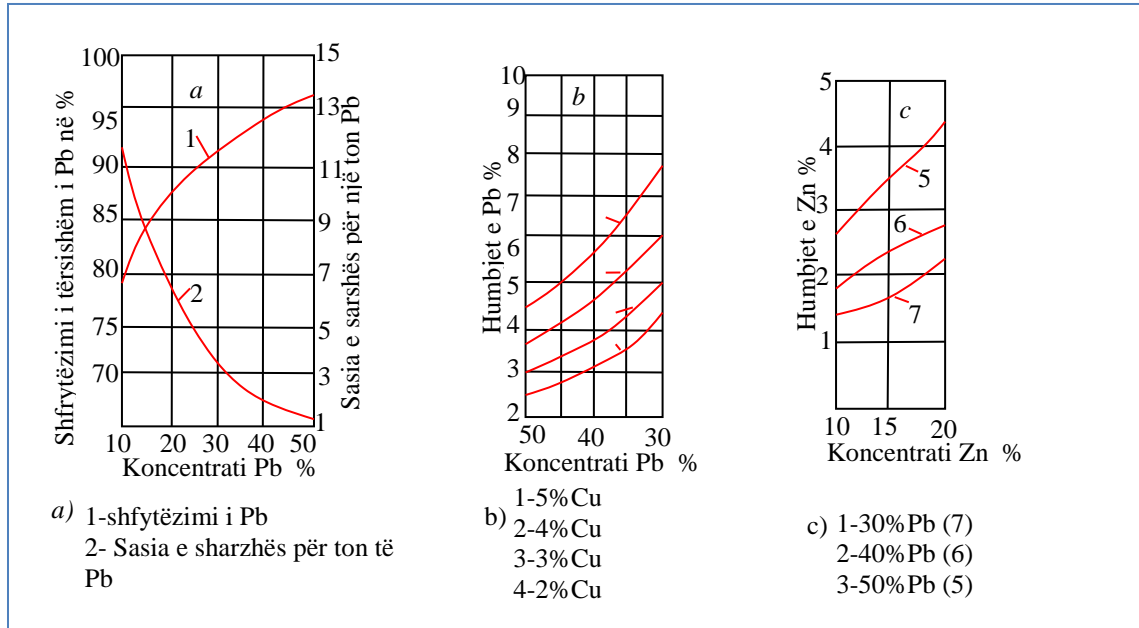 100
95
90
85
80
75
70
Shfrytëzimi i tërsishëm i Pb në %
a
1
2
15
13
11
9
7
5
3
1
Sasia e sarshës për një ton Pb
10 20 30 40 50
Koncentrati Pb %
a) 1-shfytëzimi i Pb
2- Sasia e sharzhës për ton të
Pb
10
9
8
7
6
5
4
3
2
Humbjet e Pb %
b
50 40 30
Koncentrati Pb %
b)
1-5%Cu
2-4%Cu
3-3%Cu
4-2%Cu
5
4
3
2
1
Humbjet e Zn %
c
5
6
7
10 15 20
Koncentrati Zn %
c) 1-30%Pb (7)
2-40%Pb (6)
3-50%Pb (5)